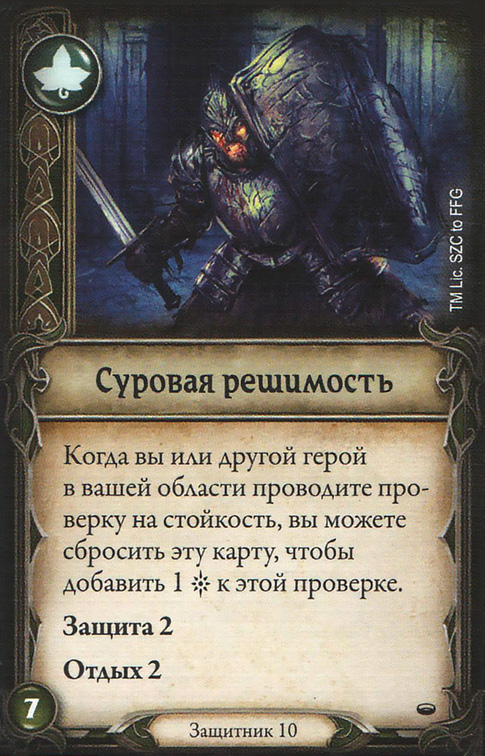 TM Lic. SZC to FFG
Суровая решимость
Когда вы или другой герой
в вашей области проводите про-
верку на стойкость, вы можете
сбросить эту карту, чтобы
добавить 1 к этой проверке.
Защита 2
Отдых 2
7
Защитник 10